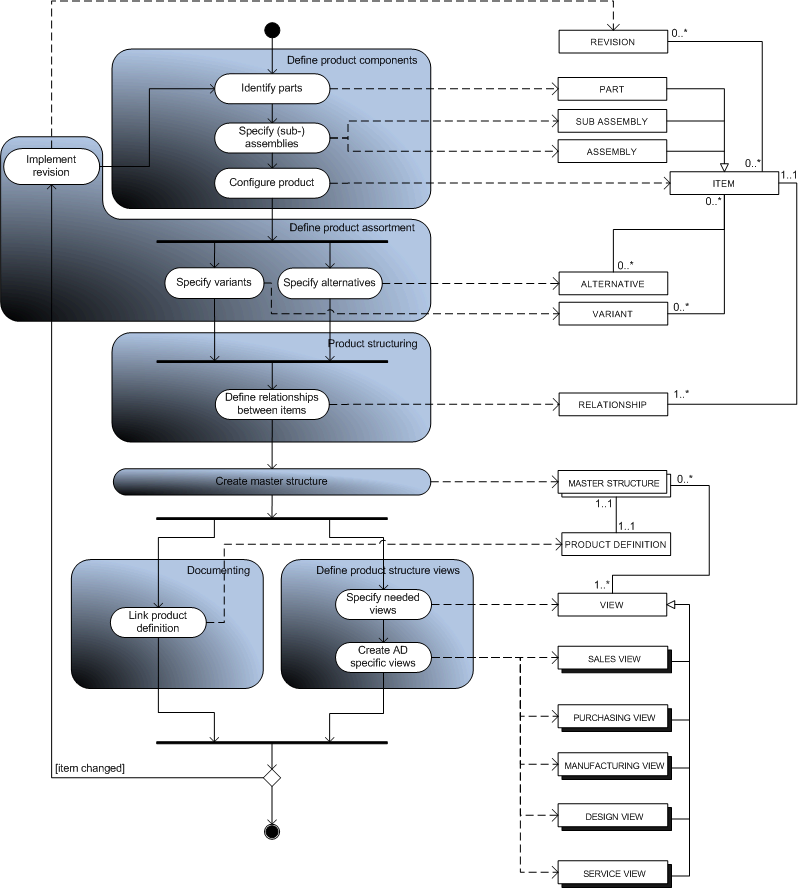 REVISION
0..*
Define product components
Identify parts
PART
Specify (sub-)
assemblies
SUB ASSEMBLY
ASSEMBLY
Implement
revision
0..*
1..1
Configure product
ITEM
0..*
Define product assortment
0..*
Specify variants
Specify alternatives
ALTERNATIVE
0..*
VARIANT
Product structuring
1..*
Define relationships
between items
RELATIONSHIP
Create master structure
MASTER STRUCTURE
0..*
1..1
1..1
PRODUCT DEFINITION
Documenting
Define product structure views
1..*
Specify needed
views
VIEW
Link product
definition
Create AD
specific views
SALES VIEW
PURCHASING VIEW
[item changed]
MANUFACTURING VIEW
DESIGN VIEW
SERVICE VIEW